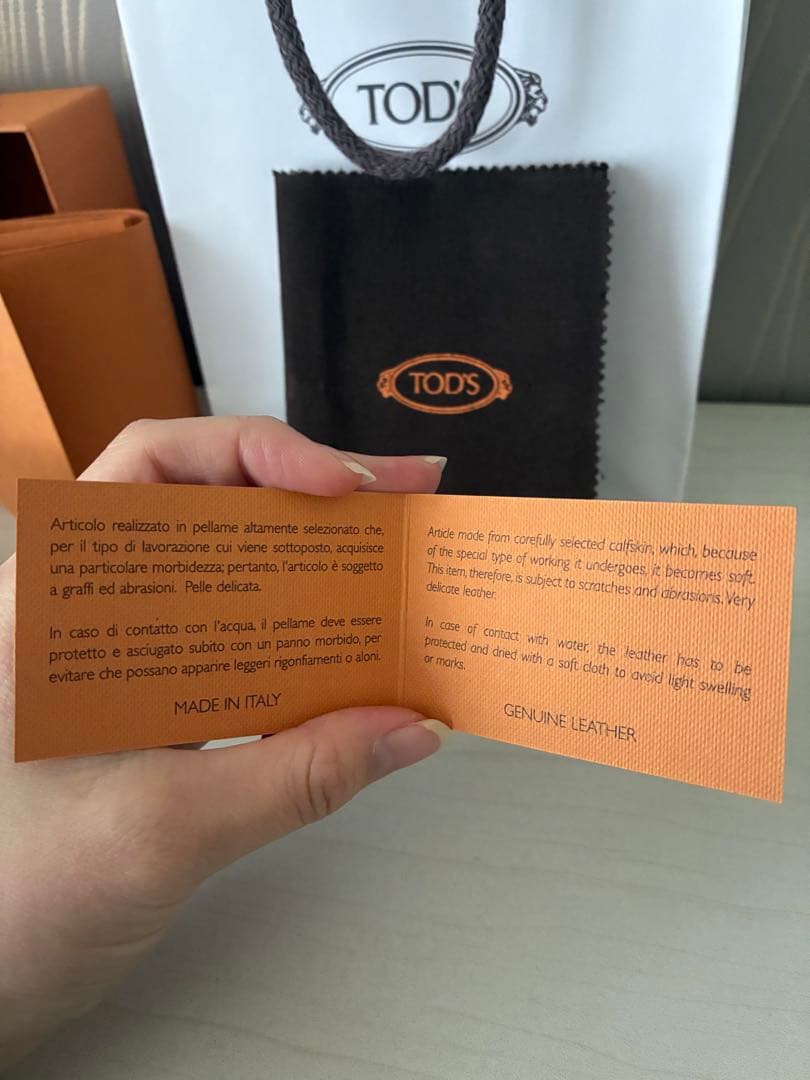 TOD'S
TOD'S
Articolo realizzato in pellame altamente selezionato che,
per il tipo di lavorazione cui viene sottoposto, acquisisce
una particolare morbidezza; pertanto, l'articolo è soggetto
a graffi ed abrasioni. Pelle delicata.
In caso di contatto con l'acqua, il pellame deve essere
protetto e asciugato subito con un panno morbido, per
evitare che possano apparire leggeri rigonfiamenti o aloni.
MADE IN ITALY
Article made from carefully selected calfskin, which, because
of the special type of working it undergoes, it becomes soft.
This item, therefore, is subject to scratches and abrasions. Very
delicate leather.
In case of contact with water, the leather has to be
protected and dried with a soft cloth to avoid light swelling
or marks.
GENUINE LEATHER